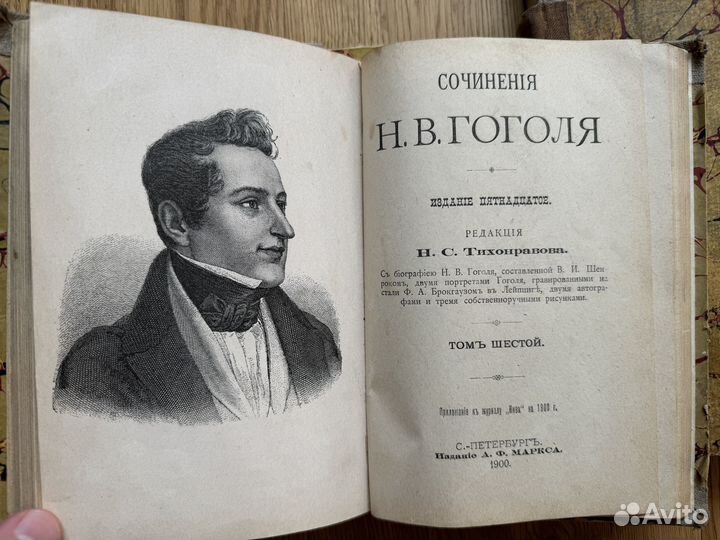 СОЧИНЕНІЯ
Н. В. ГОГОЛЯ
ИЗДАНІЕ ПЯТНАДЦАТОЕ.
РЕДАКЦІЯ
Н. С. Тихонравова.
Съ біографіею Н. В. Гоголя, составленной В. И. Шен-
рокомъ, двумя портретами Гоголя, гравированными на
стали Ф. А. Брокгаузомъ въ Лейпцигѣ, двумя автогра-
фами и тремя собственноручными рисунками.
ТОМЪ ШЕСТОЙ.
Приложеніе къ журналу „Нива“ на 1900 г.
С.-ПЕТЕРБУРГЪ.
Изданіе А. Ф. МАРКСА.
1900.
Avito